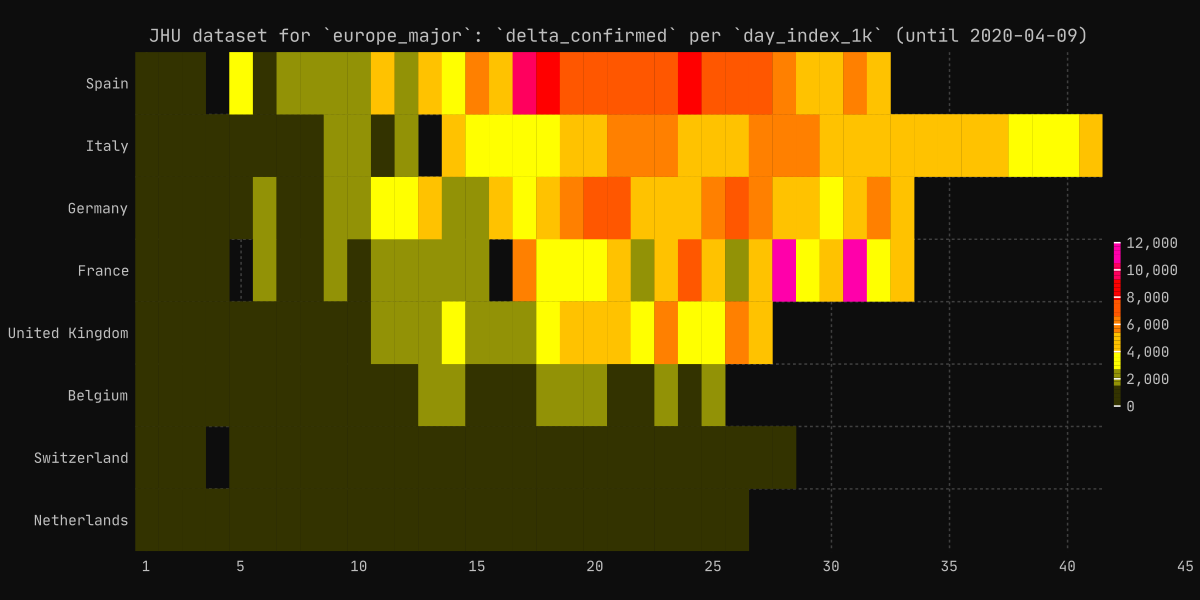 JHU dataset for `europe_major`: `delta_confirmed` per `day_index_1k` (until 2020-04-09)
Spain
Italy
Germany
France
United Kingdom
Belgium
Switzerland
Netherlands
12,000
10,000
8,000
6,000
4,000
2,000
0
1 5 10 15 20 25 30 35 40 45